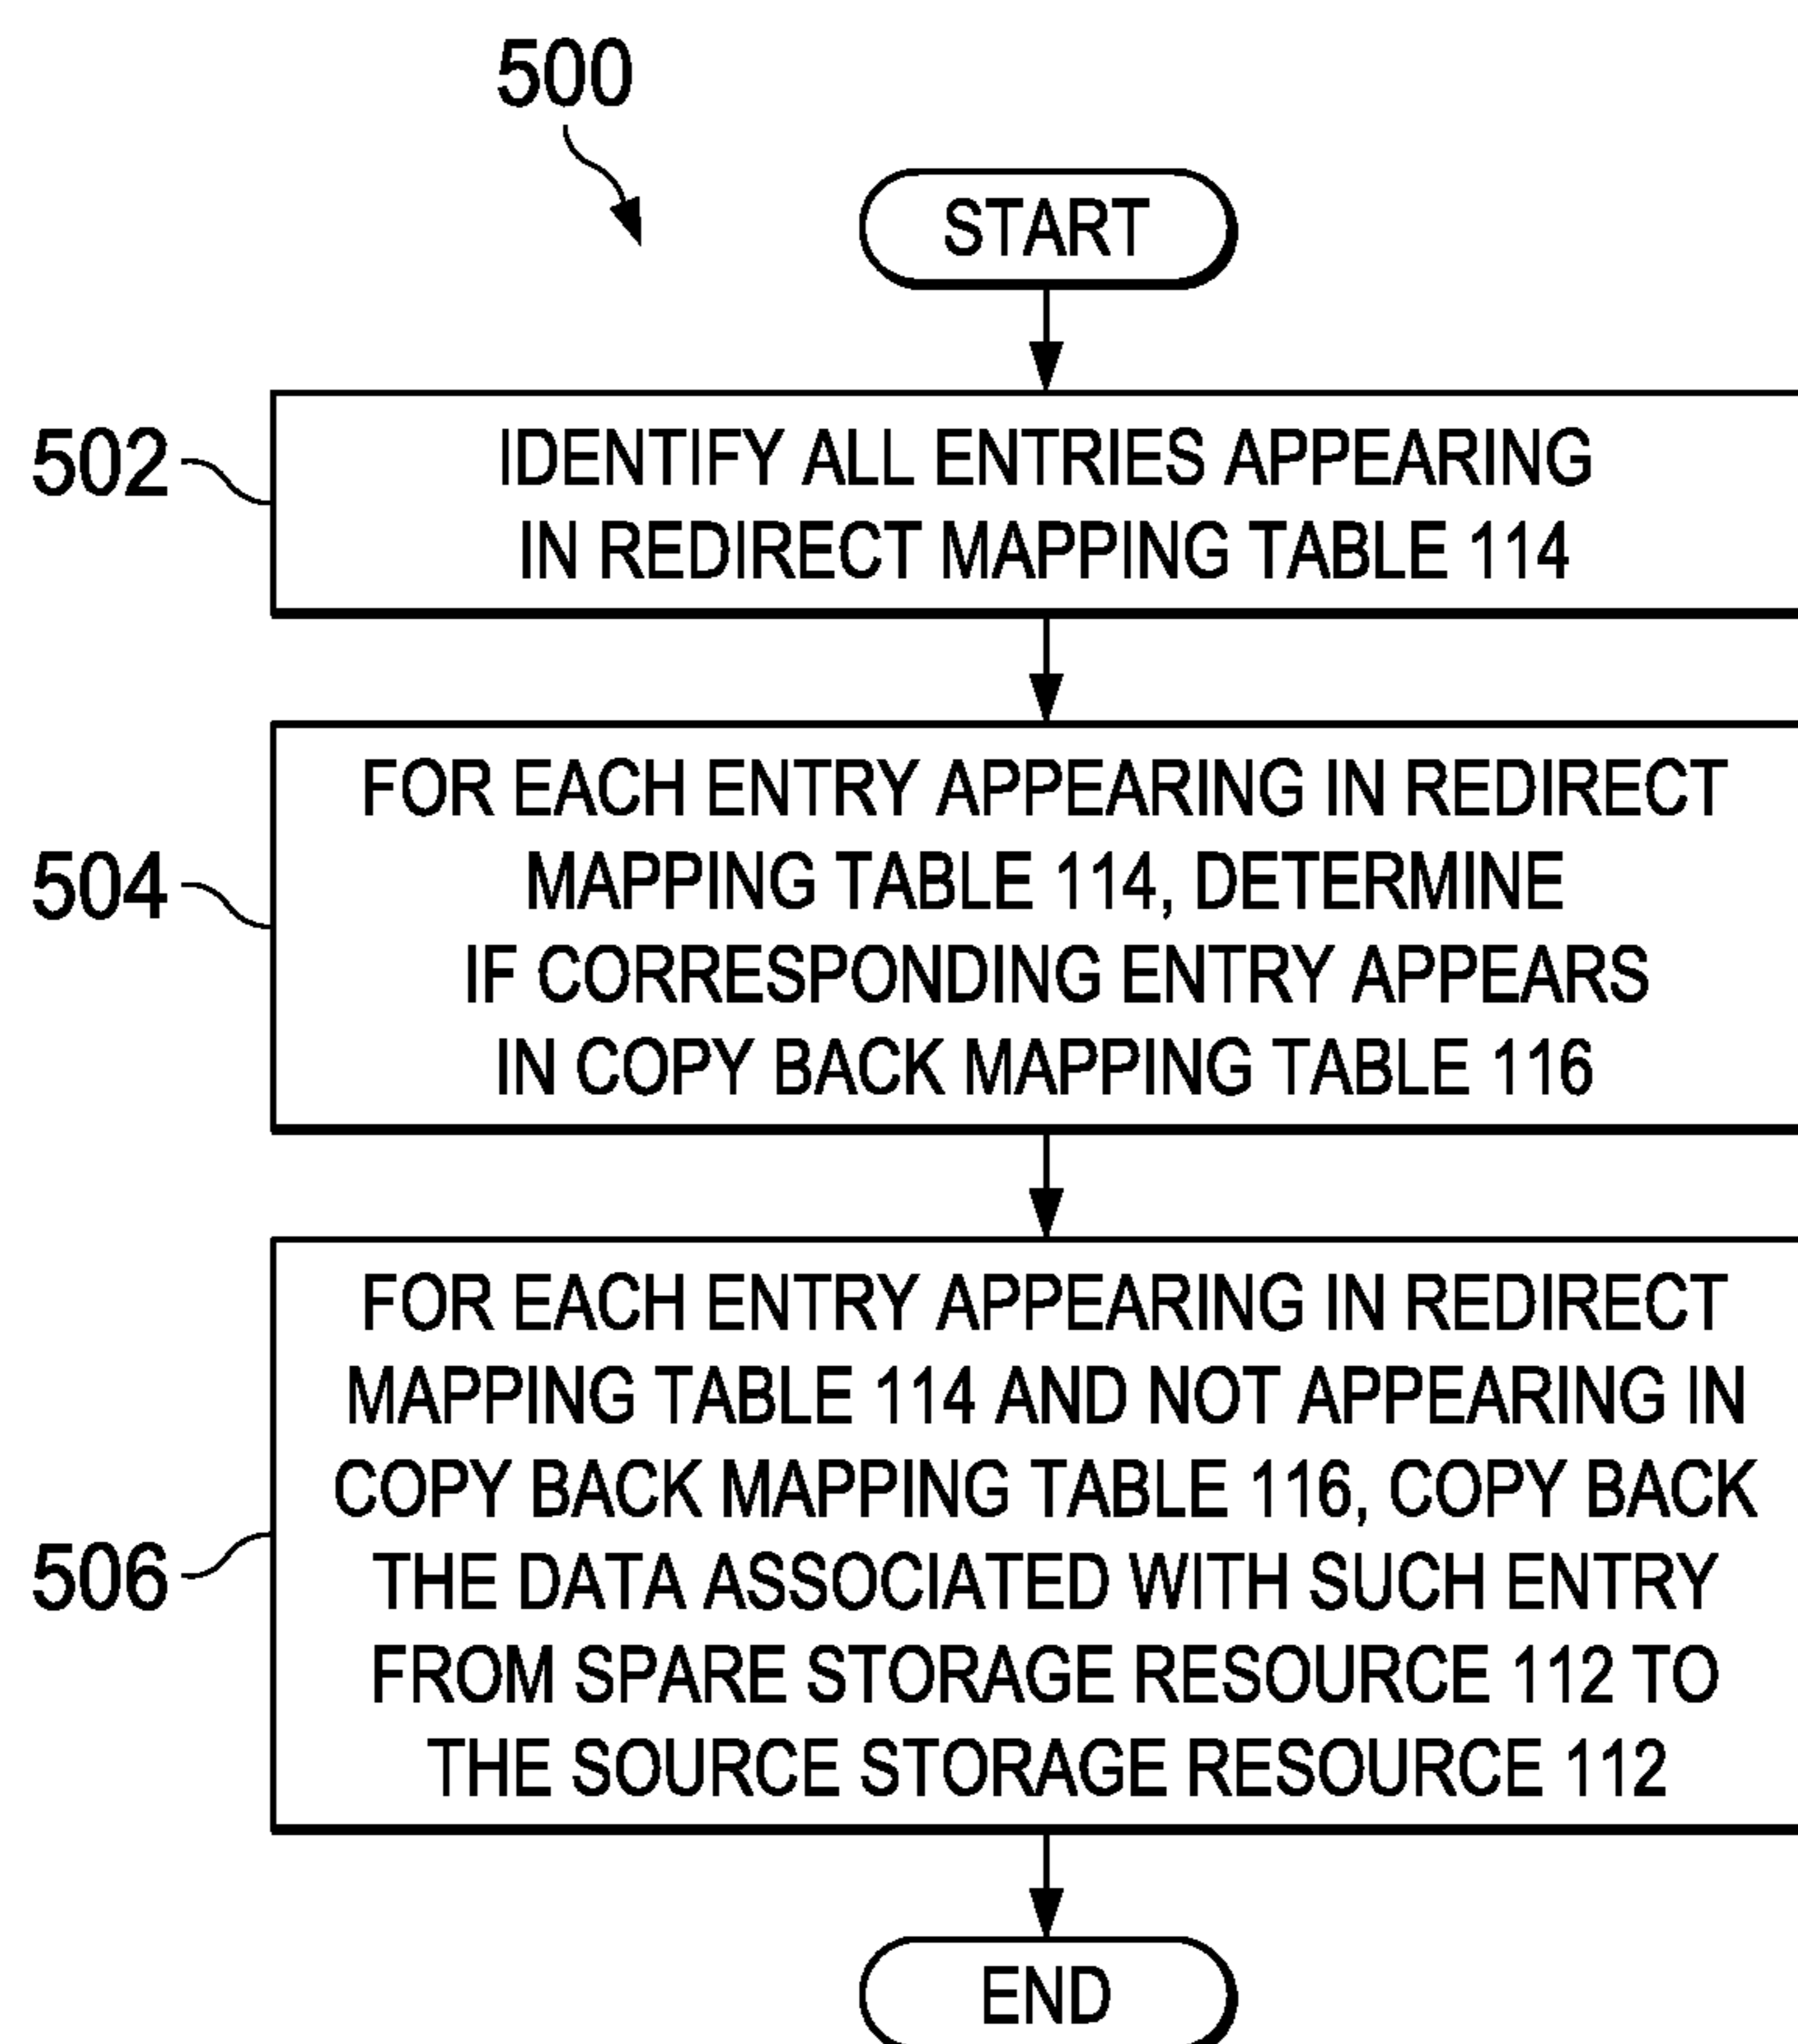 500
START
502
IDENTIFY ALL ENTRIES APPEARING
IN REDIRECT MAPPING TABLE 114
504
FOR EACH ENTRY APPEARING IN REDIRECT
MAPPING TABLE 114, DETERMINE
IF CORRESPONDING ENTRY APPEARS
IN COPY BACK MAPPING TABLE 116
506
FOR EACH ENTRY APPEARING IN REDIRECT
MAPPING TABLE 114 AND NOT APPEARING IN
COPY BACK MAPPING TABLE 116, COPY BACK
THE DATA ASSOCIATED WITH SUCH ENTRY
FROM SPARE STORAGE RESOURCE 112 TO
THE SOURCE STORAGE RESOURCE 112
END